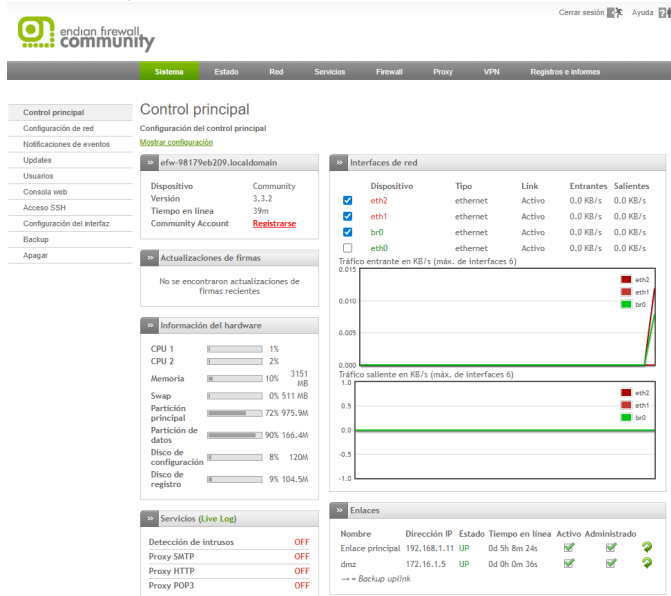 Cerrar sesión Ayuda
endian firewall
community
Sistema Estado Red Servicios Firewall Proxy VPN Registros e informes
Control principal
Configuración de red
Notificaciones de eventos
Updates
Usuarios
Consola web
Acceso SSH
Configuración del interfaz
Backup
Apagar
Control principal
Configuración del control principal
Mostrar configuración
» efw-98179eb209.localdomain
Dispositivo Community
Versión 3.3.2
Tiempo en línea 39m
Community Account Registrarse
» Actualizaciones de firmas
No se encontraron actualizaciones de
firmas recientes
» Información del hardware
CPU 1 1%
CPU 2 2%
Memoria 10% 3151 MB
Swap 0% 511 MB
Partición principal 72% 975.9M
Partición de datos 90% 166.4M
Disco de configuración 8% 120M
Disco de registro 9% 104.5M
» Servicios (Live Log)
Detección de intrusos OFF
Proxy SMTP OFF
Proxy HTTP OFF
Proxy POP3 OFF
» Interfaces de red
Dispositivo Tipo Link Entrantes Salientes
eth2 ethernet Activo 0.0 KB/s 0.0 KB/s
eth1 ethernet Activo 0.0 KB/s 0.0 KB/s
br0 ethernet Activo 0.0 KB/s 0.0 KB/s
eth0 ethernet Activo 0.0 KB/s 0.0 KB/s
Tráfico entrante en KB/s (máx. de interfaces 6)
0.015
0.010
0.005
0.000
eth2
eth1
br0
Tráfico saliente en KB/s (máx. de interfaces 6)
1.0
0.5
0.0
-0.5
-1.0
eth2
eth1
br0
» Enlaces
Nombre Dirección IP Estado Tiempo en línea Activo Administrado
Enlace principal 192.168.1.11 UP 0d 5h 8m 24s
dmz 172.16.1.5 UP 0d 0h 0m 36s
→ = Backup uplink